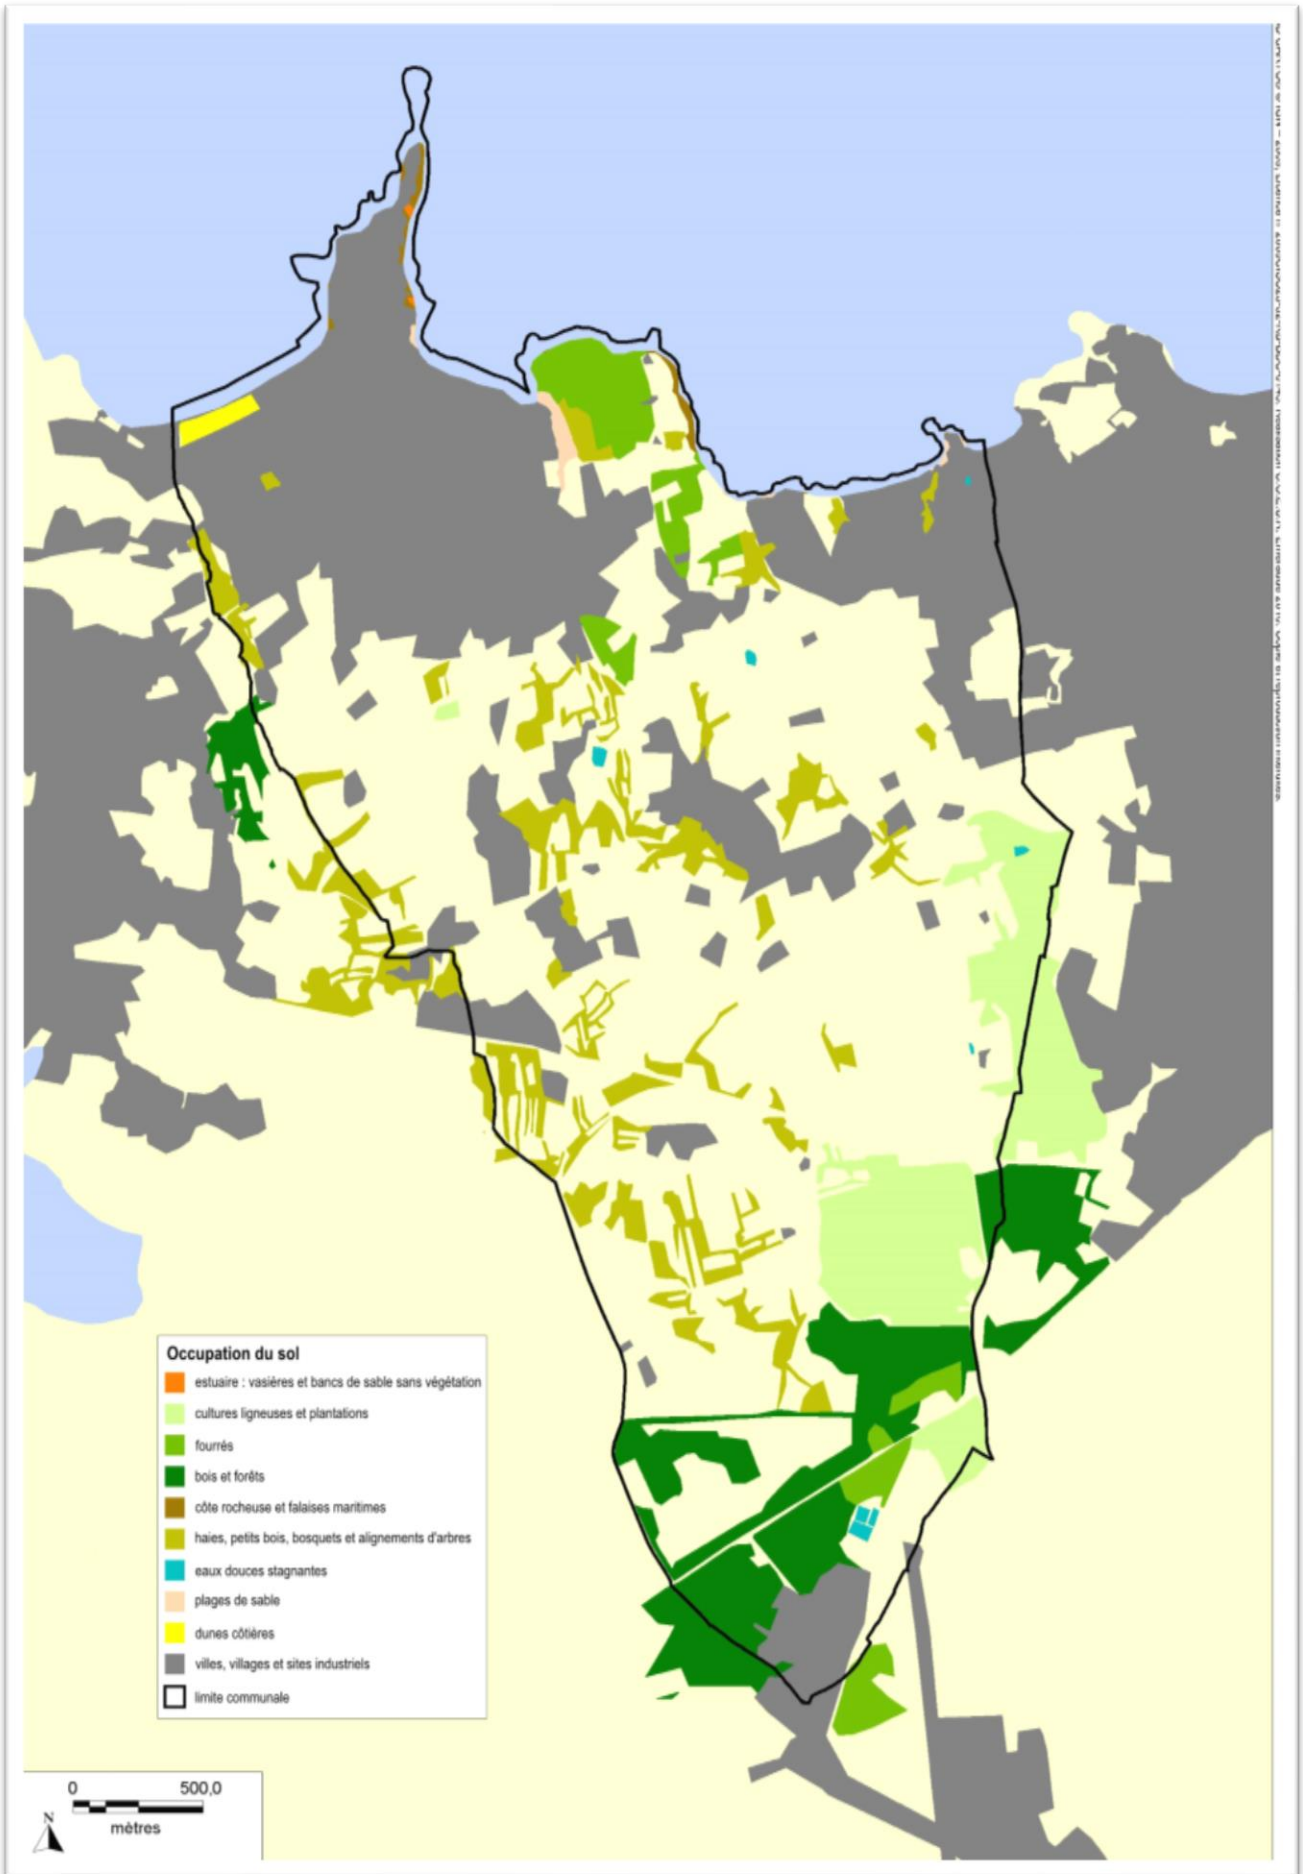 Occupation du sol
estuaire : vasières et bancs de sable sans végétation
cultures ligneuses et plantations
fourrés
bois et forêts
côte rocheuse et falaises maritimes
haies, petits bois, bosquets et alignements d'arbres
eaux douces stagnantes
plages de sable
dunes côtières
villes, villages et sites industriels
limite communale
0 500,0
N
mètres